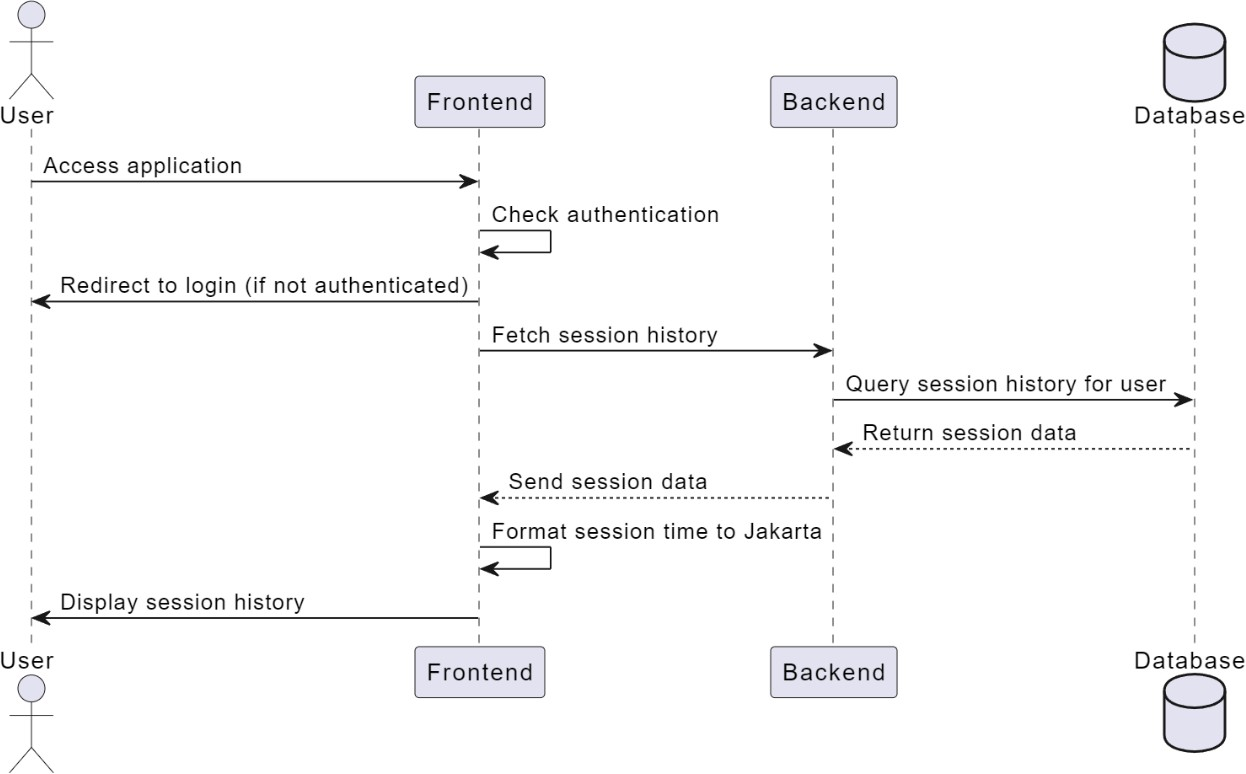 User
Frontend
Backend
Database
Access application
Check authentication
Redirect to login (if not authenticated)
Fetch session history
Query session history for user
Return session data
Send session data
Format session time to Jakarta
Display session history
User
Frontend
Backend
Database